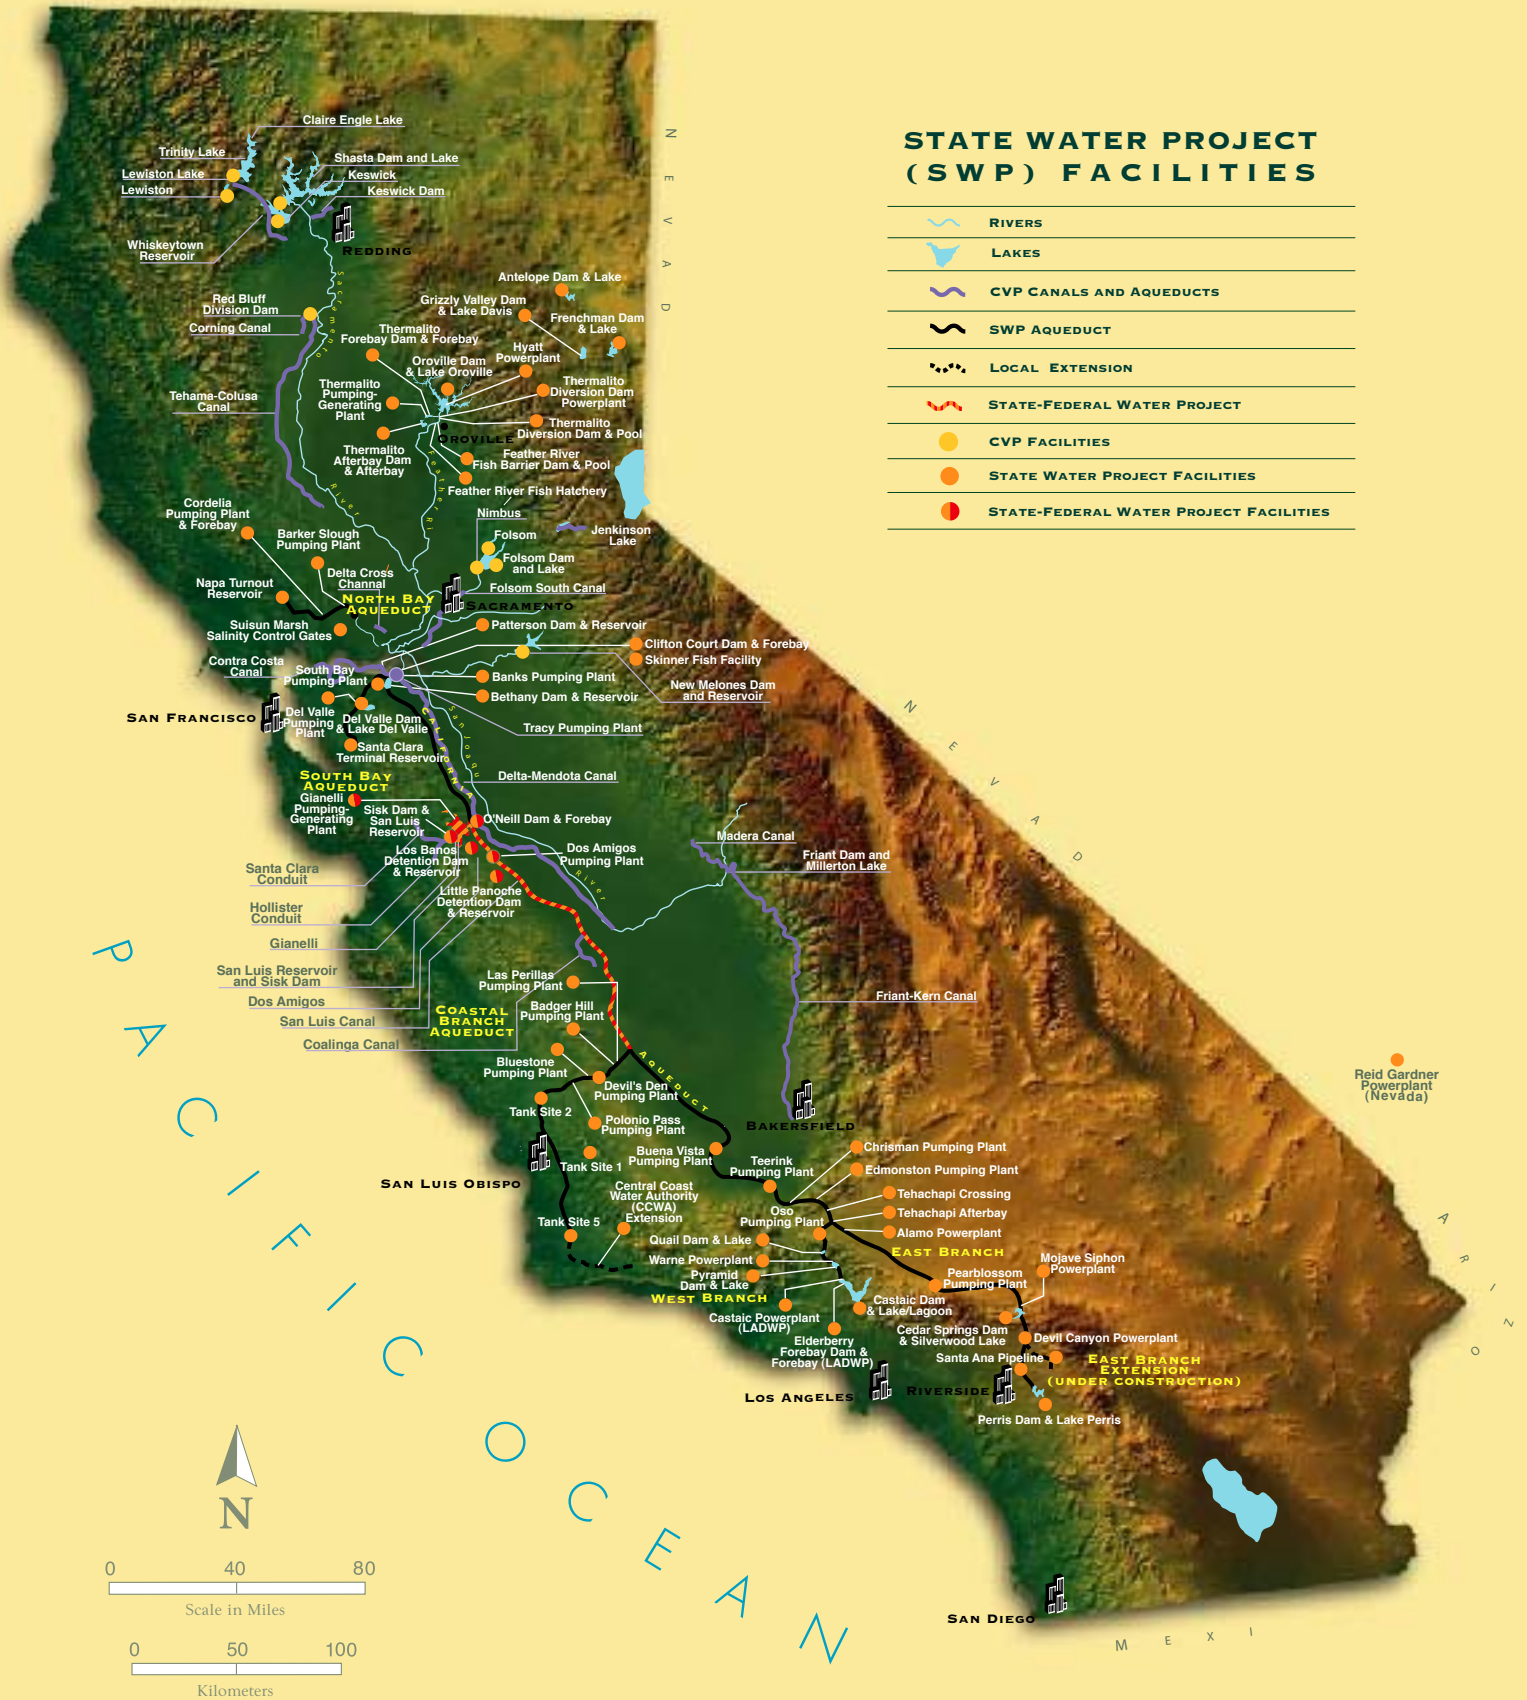 STATE WATER PROJECT
(SWP) FACILITIES
RIVERS
LAKES
CVP CANALS AND AQUEDUCTS
SWP AQUEDUCT
LOCAL EXTENSION
STATE-FEDERAL WATER PROJECT
CVP FACILITIES
STATE WATER PROJECT FACILITIES
STATE-FEDERAL WATER PROJECT FACILITIES
Claire Engle Lake
Trinity Lake
Shasta Dam and Lake
Lewiston Lake
Keswick
Lewiston
Keswick Dam
Whiskeytown
Reservoir
REDDING
NEVAD
Sacramento
River
Red Bluff
Division Dam
Corning Canal
Antelope Dam & Lake
Grizzly Valley Dam
& Lake Davis
Frenchman Dam
& Lake
Thermalito
Forebay Dam & Forebay
Hyatt
Powerplant
Oroville Dam
& Lake Oroville
Thermalito
Pumping-
Generating
Plant
Thermalito
Diversion Dam
Powerplant
Tehama-Colusa
Canal
Thermalito
Diversion Dam & Pool
OROVILLE
Thermalito
Afterbay Dam
& Afterbay
Feather River
Fish Barrier Dam & Pool
Feather River Fish Hatchery
Feather Ri
Cordelia
Pumping Plant
& Forebay
Nimbus
Folsom
Jenkinson
Lake
Barker Slough
Pumping Plant
Folsom Dam
and Lake
Delta Cross
Channal
Napa Turnout
Reservoir
NORTH BAY
AQUEDUCT
Folsom South Canal
SACRAMENTO
Suisun Marsh
Salinity Control Gates
Patterson Dam & Reservoir
Clifton Court Dam & Forebay
Skinner Fish Facility
Contra Costa
Canal
South Bay
Pumping Plant
Banks Pumping Plant
New Melones Dam
and Reservoir
Bethany Dam & Reservoir
SAN FRANCISCO
Del Valle
Pumping
Plant
Del Valle Dam
& Lake Del Valle
Tracy Pumping Plant
Santa Clara
Terminal Reservoir
CALIFORNIA
San Joaqu
River
SOUTH BAY
AQUEDUCT
Delta-Mendota Canal
Gianelli
Pumping-
Generating
Plant
Sisk Dam &
San Luis
Reservoir
O'Neill Dam & Forebay
Los Banos
Detention Dam
& Reservoir
Dos Amigos
Pumping Plant
Madera Canal
Friant Dam and
Millerton Lake
Little Panoche
Detention Dam
& Reservoir
Santa Clara
Conduit
Hollister
Conduit
Gianelli
San Luis Reservoir
and Sisk Dam
Dos Amigos
San Luis Canal
Coalinga Canal
Las Perillas
Pumping Plant
Friant-Kern Canal
COASTAL
BRANCH
AQUEDUCT
Badger Hill
Pumping Plant
AQUEDUCT
Bluestone
Pumping Plant
Devil's Den
Pumping Plant
Tank Site 2
Polonio Pass
Pumping Plant
BAKERSFIELD
Tank Site 1
Buena Vista
Pumping Plant
Teerink
Pumping Plant
Chrisman Pumping Plant
Edmonston Pumping Plant
SAN LUIS OBISPO
Central Coast
Water Authority
(CCWA)
Extension
Tehachapi Crossing
Tehachapi Afterbay
Alamo Powerplant
Tank Site 5
Oso
Pumping Plant
Quail Dam & Lake
Warne Powerplant
Pyramid
Dam & Lake
WEST BRANCH
EAST BRANCH
Mojave Siphon
Powerplant
Pearblossom
Pumping Plant
Castaic Powerplant
(LADWP)
Castaic Dam
& Lake/Lagoon
Elderberry
Forebay Dam &
Forebay (LADWP)
Cedar Springs Dam
& Silverwood Lake
Devil Canyon Powerplant
Santa Ana Pipeline
EAST BRANCH
EXTENSION
(UNDER CONSTRUCTION)
LOS ANGELES
RIVERSIDE
Perris Dam & Lake Perris
SAN DIEGO
NEVAD
Reid Gardner
Powerplant
(Nevada)
ARIZO
MEXI
PACIFIC OCEAN
N
0 40 80
Scale in Miles
0 50 100
Kilometers